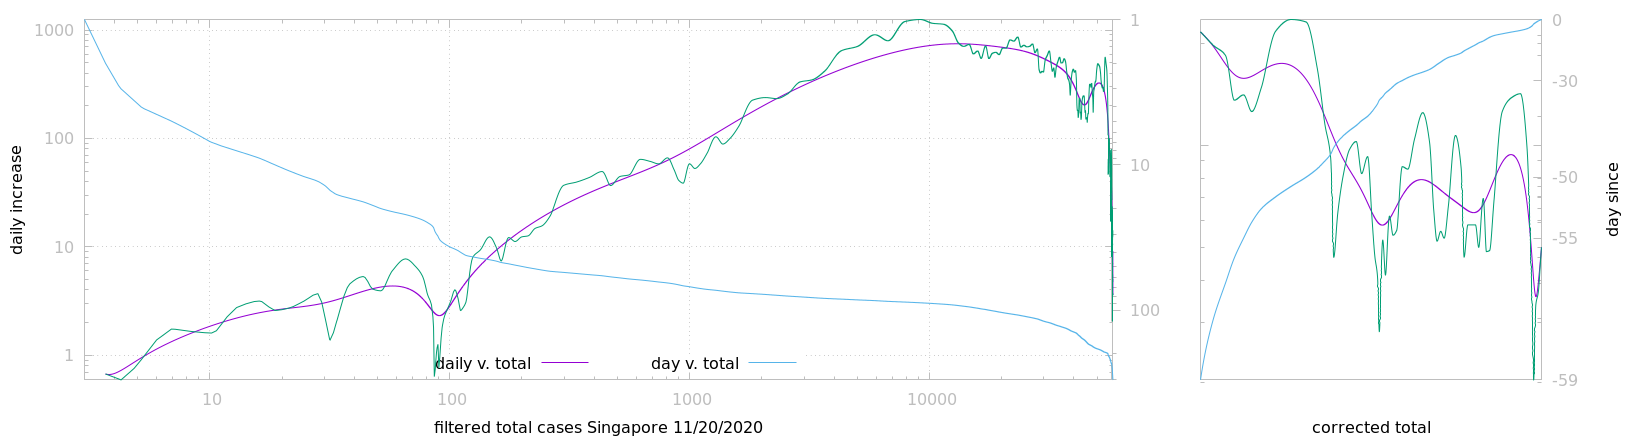 1000
100
10
1
daily increase
10
100
1000
10000
filtered total cases Singapore 11/20/2020
daily v. total
day v. total
1
10
100
0
-30
-50
-55
-59
day since
corrected total